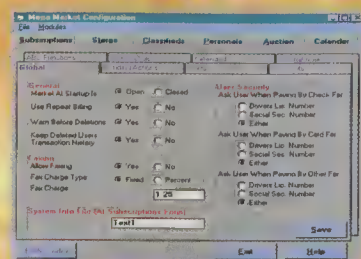 Mega Market Configuration
File Modules
Subscriptions Stores Classifieds Personals Auction Calendar
Global
General
Market At Startup Is Open Closed
Use Repeat Billing Yes No
Warn Before Deletions Yes No
Keep Deleted Users Transaction History Yes No
Faxing
Allow Faxing Yes No
Fax Charge Type Fixed Percent
Fax Charge 1.25
User Security
Ask User When Paying By Check For
Drivers Lic. Number
Social Sec. Number
Either
Ask User When Paying By Card For
Drivers Lic. Number
Social Sec. Number
Either
Ask User When Paying By Other For
Drivers Lic. Number
Social Sec. Number
Either
System Info For
Test1
Save
Exit Help